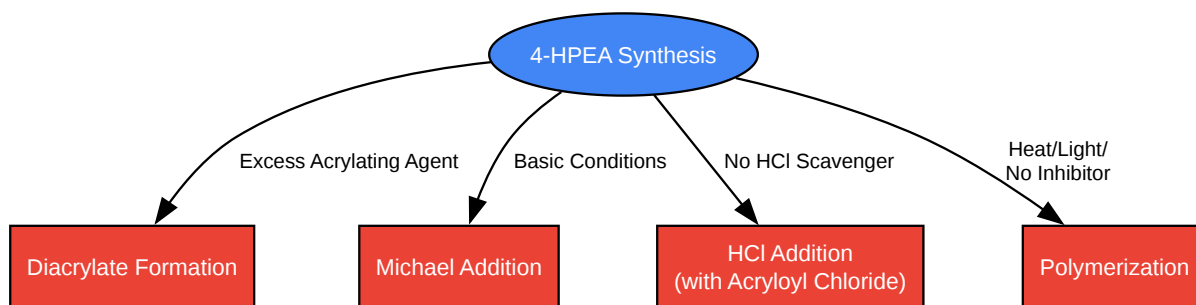 4-HPEA Synthesis
Excess Acrylating Agent
Basic Conditions
No HCl Scavenger
Heat/Light/
No Inhibitor
Diacrylate Formation
Michael Addition
HCl Addition
(with Acryloyl Chloride)
Polymerization